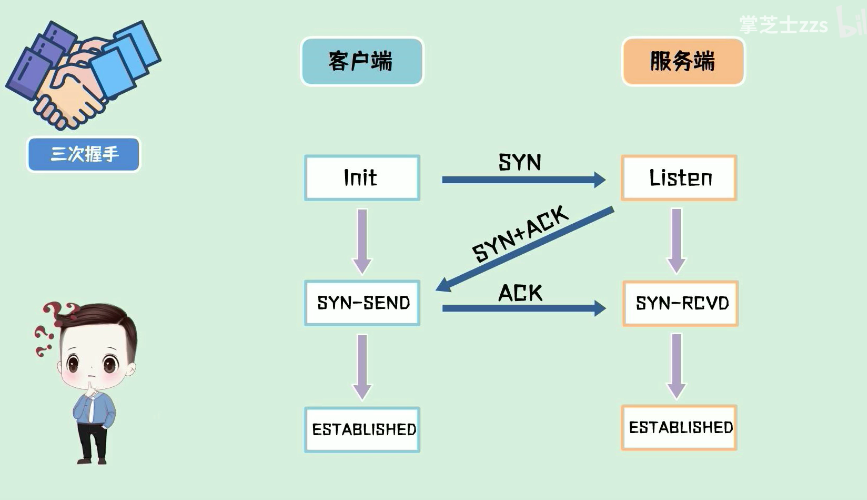 掌芝士zzs bili
客户端
服务端
三次握手
Init
SYN
Listen
SYN+ACK
SYN-SEND
ACK
SYN-RCVD
ESTABLISHED
ESTABLISHED